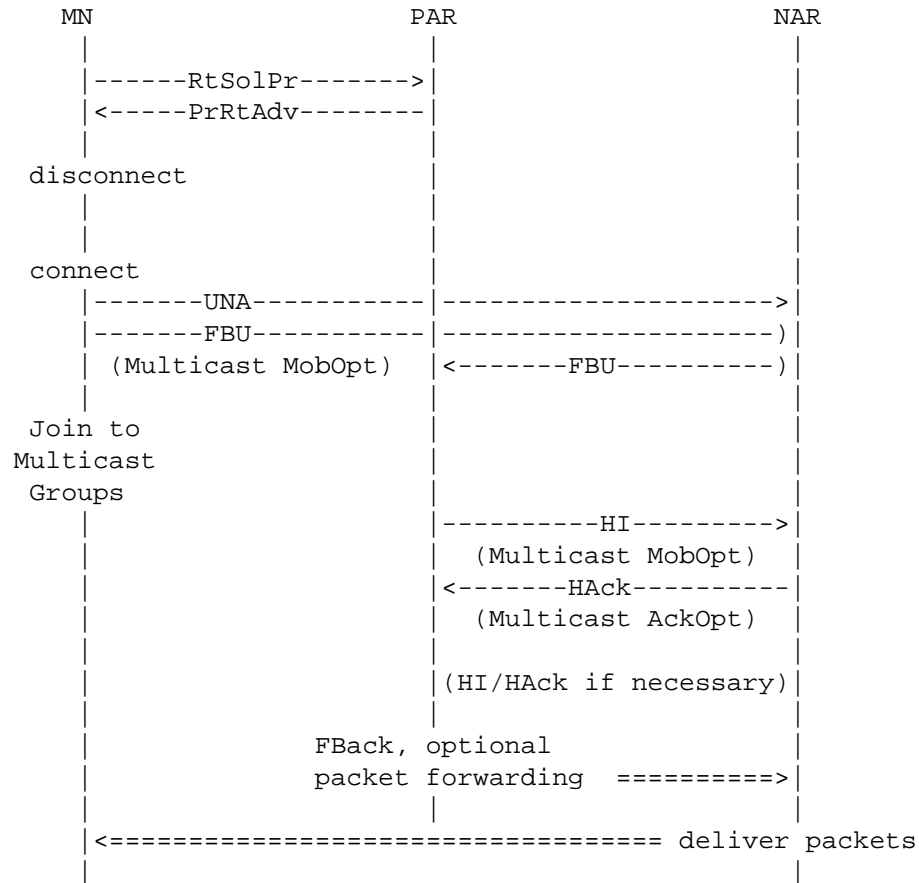 MN PAR NAR
|------RtSolPr------->|
|<-----PrRtAdv--------|
disconnect
connect
|-------UNA-----------|--------------------->|
|-------FBU-----------|---------------------)|
| (Multicast MobOpt) |<-------FBU----------)|
Join to
Multicast
Groups
|----------HI--------->|
(Multicast MobOpt)
|<-------HAck----------|
(Multicast AckOpt)
|(HI/HAck if necessary)|
FBack, optional
packet forwarding ==========>|
|<=================================== deliver packets